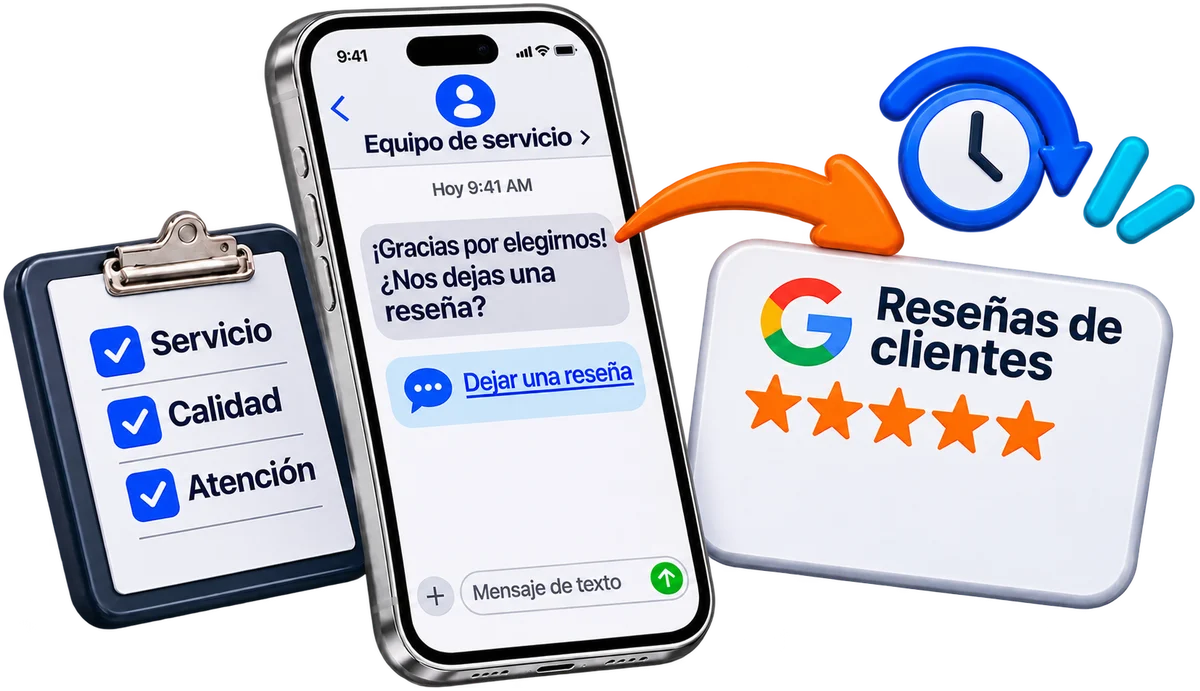 Servicio
Calidad
Atención
9:41
Equipo de servicio
Hoy 9:41 AM
¡Gracias por elegirnos!
¿Nos dejas una
reseña?
Dejar una reseña
Mensaje de texto
G
Reseñas de
clientes